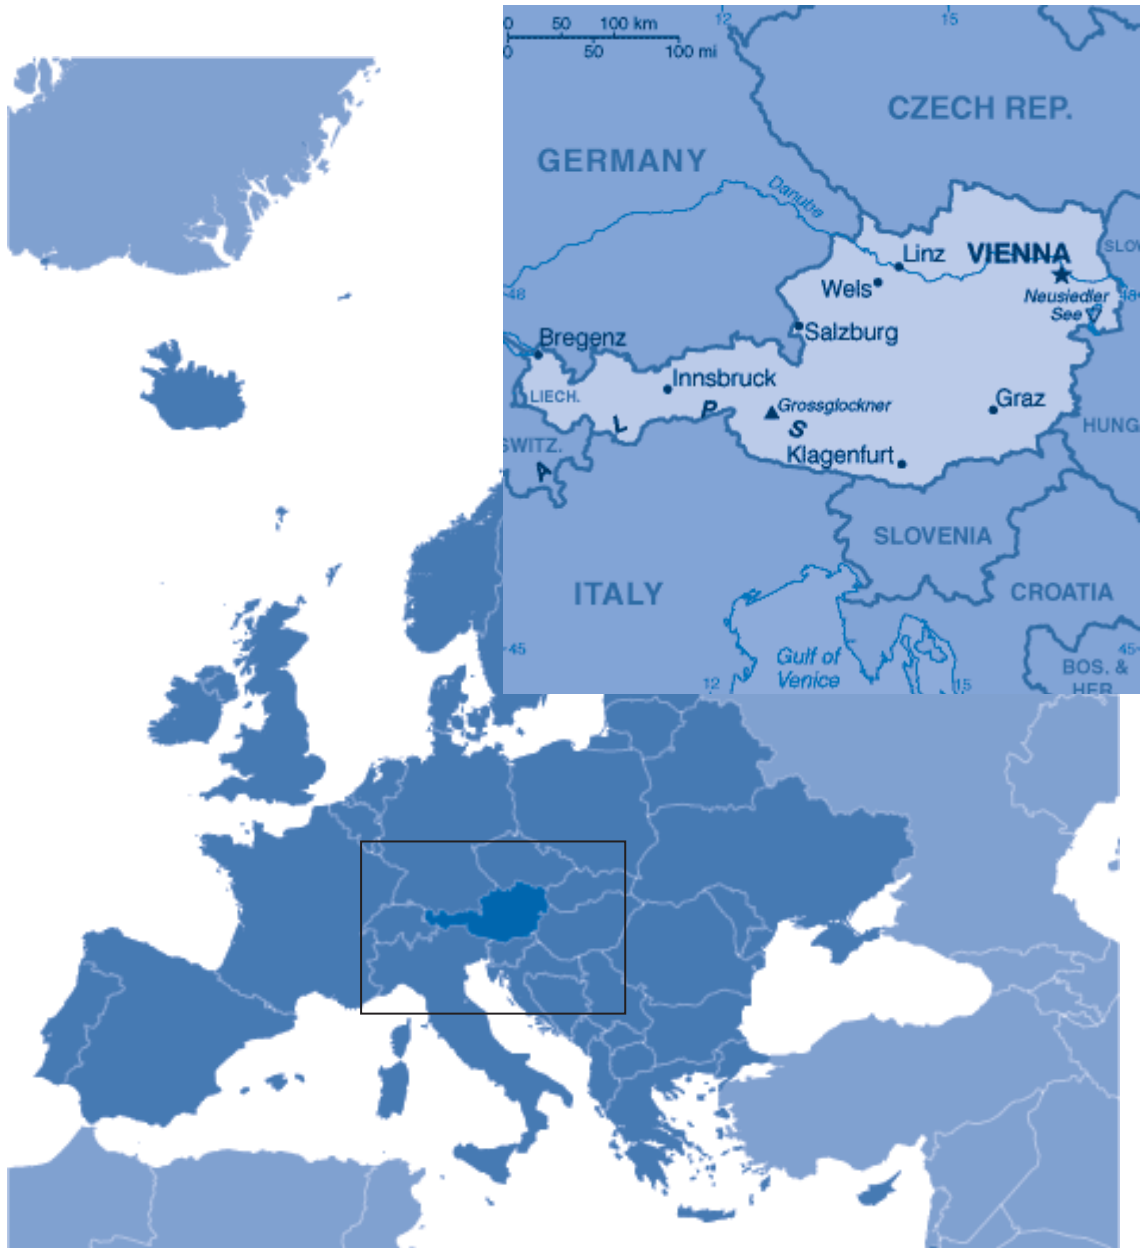 0 50 100 km
0 50 100 mi
12 15
CZECH REP.
GERMANY
Danube
Linz VIENNA SLOV
Wels
48 Neusiedler 48
See
Salzburg
Bregenz
Innsbruck
LIECH.
Grossglockner Graz
A L P S
SWITZ. HUNG
Klagenfurt
SLOVENIA
ITALY CROATIA
45 Gulf of 45
Venice
BOS. &
HER
12 15